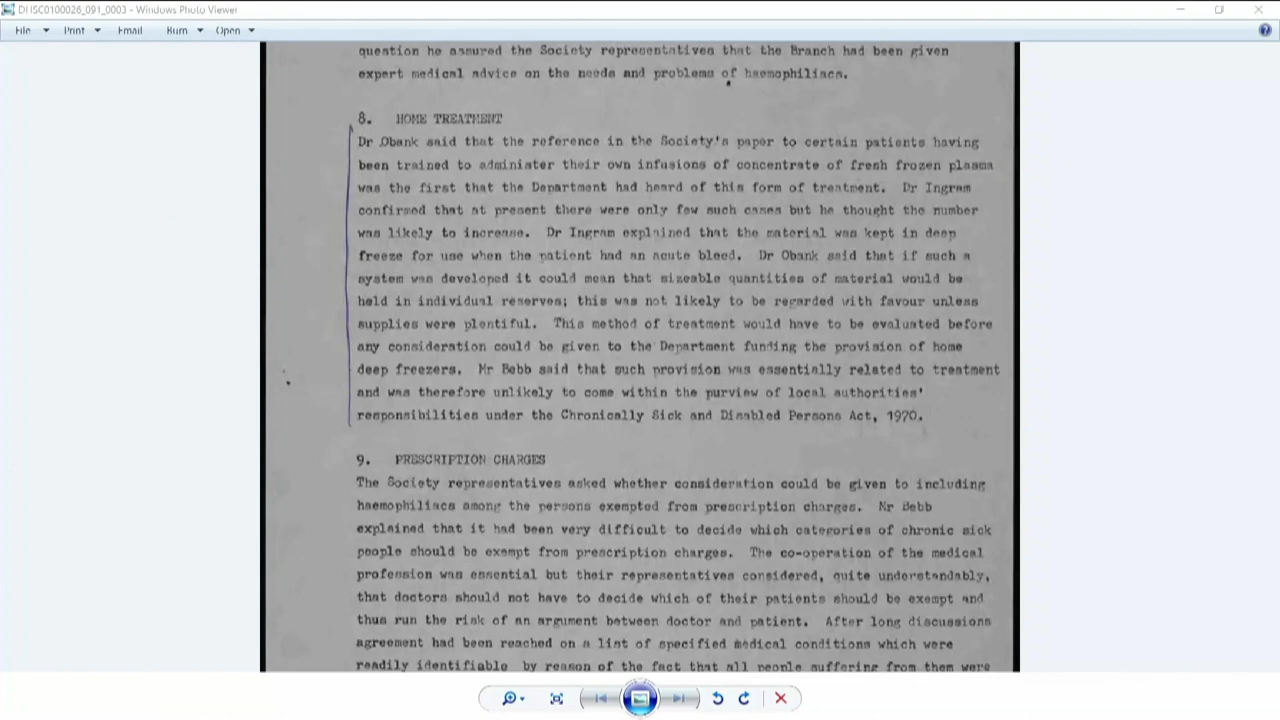 DHSC0100026_091_0003 - Windows Photo Viewer
File Print Email Burn Open
question he assured the Society representatives that the Branch had been given
expert medical advice on the needs and problems of haemophiliacs.
8. HOME TREATMENT
Dr Obank said that the reference in the Society's paper to certain patients having
been trained to administer their own infusions of concentrate of fresh frozen plasma
was the first that the Department had heard of this form of treatment. Dr Ingram
confirmed that at present there were only few such cases but he thought the number
was likely to increase. Dr Ingram explained that the material was kept in deep
freeze for use when the patient had an acute bleed. Dr Obank said that if such a
system was developed it could mean that sizeable quantities of material would be
held in individual reserves; this was not likely to be regarded with favour unless
supplies were plentiful. This method of treatment would have to be evaluated before
any consideration could be given to the Department funding the provision of home
deep freezers. Mr Bebb said that such provision was essentially related to treatment
and was therefore unlikely to come within the purview of local authorities'
responsibilities under the Chronically Sick and Disabled Persons Act, 1970.
9. PRESCRIPTION CHARGES
The Society representatives asked whether consideration could be given to including
haemophiliacs among the persons exempted from prescription charges. Mr Bebb
explained that it had been very difficult to decide which categories of chronic sick
people should be exempt from prescription charges. The co-operation of the medical
profession was essential but their representatives considered, quite understandably,
that doctors should not have to decide which of their patients should be exempt and
thus run the risk of an argument between doctor and patient. After long discussions
agreement had been reached on a list of specified medical conditions which were
readily identifiable by reason of the fact that all people suffering from them were